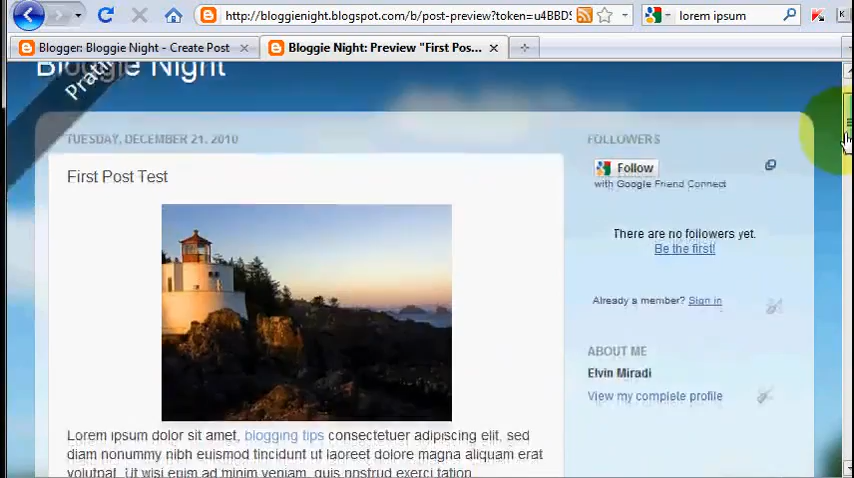 http://bloggienight.blogspot.com/b/post-preview?token=u4BBDS
lorem ipsum
Blogger: Bloggie Night - Create Post
Bloggie Night: Preview "First Pos...
Bloggie Night
TUESDAY, DECEMBER 21, 2010
First Post Test
Lorem ipsum dolor sit amet, blogging tips consectetuer adipiscing elit, sed
diam nonummy nibh euismod tincidunt ut laoreet dolore magna aliquam erat
volutpat. Ut wisi enim ad minim veniam, quis nostrud exerci tation
FOLLOWERS
Follow
with Google Friend Connect
There are no followers yet.
Be the first!
Already a member? Sign in
ABOUT ME
Elvin Miradi
View my complete profile